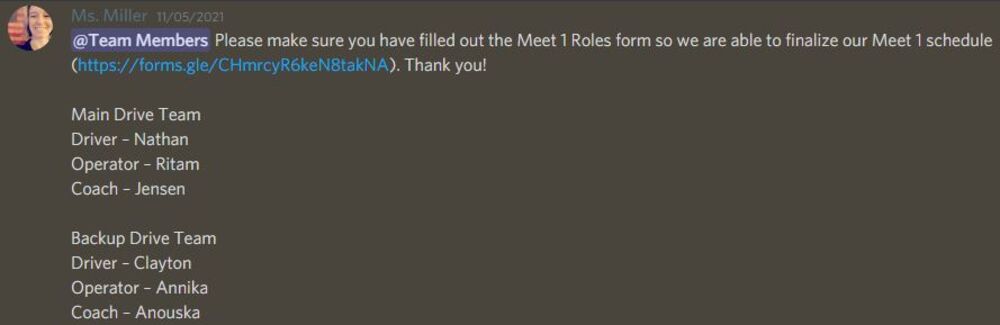 Ms. Miller 11/05/2021
@Team Members Please make sure you have filled out the Meet 1 Roles form so we are able to finalize our Meet 1 schedule
(https://forms.gle/CHmrcyR6keN8takNA). Thank you!
Main Drive Team
Driver – Nathan
Operator – Ritam
Coach – Jensen
Backup Drive Team
Driver – Clayton
Operator – Annika
Coach – Anouska